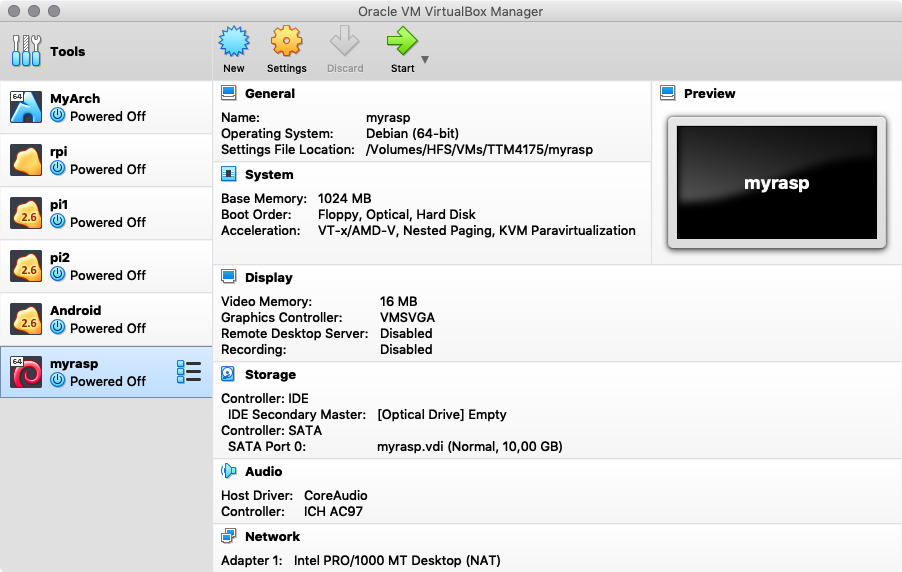 Oracle VM VirtualBox Manager
Tools
New
Settings
Discard
Start
64
MyArch
Powered Off
rpi
Powered Off
2.6
pi1
Powered Off
2.6
pi2
Powered Off
2.6
Android
Powered Off
64
myrasp
Powered Off
General
Name: myrasp
Operating System: Debian (64-bit)
Settings File Location: /Volumes/HFS/VMs/TTM4175/myrasp
Preview
myrasp
System
Base Memory: 1024 MB
Boot Order: Floppy, Optical, Hard Disk
Acceleration: VT-x/AMD-V, Nested Paging, KVM Paravirtualization
Display
Video Memory: 16 MB
Graphics Controller: VMSVGA
Remote Desktop Server: Disabled
Recording: Disabled
Storage
Controller: IDE
IDE Secondary Master: [Optical Drive] Empty
Controller: SATA
SATA Port 0: myrasp.vdi (Normal, 10,00 GB)
Audio
Host Driver: CoreAudio
Controller: ICH AC97
Network
Adapter 1: Intel PRO/1000 MT Desktop (NAT)